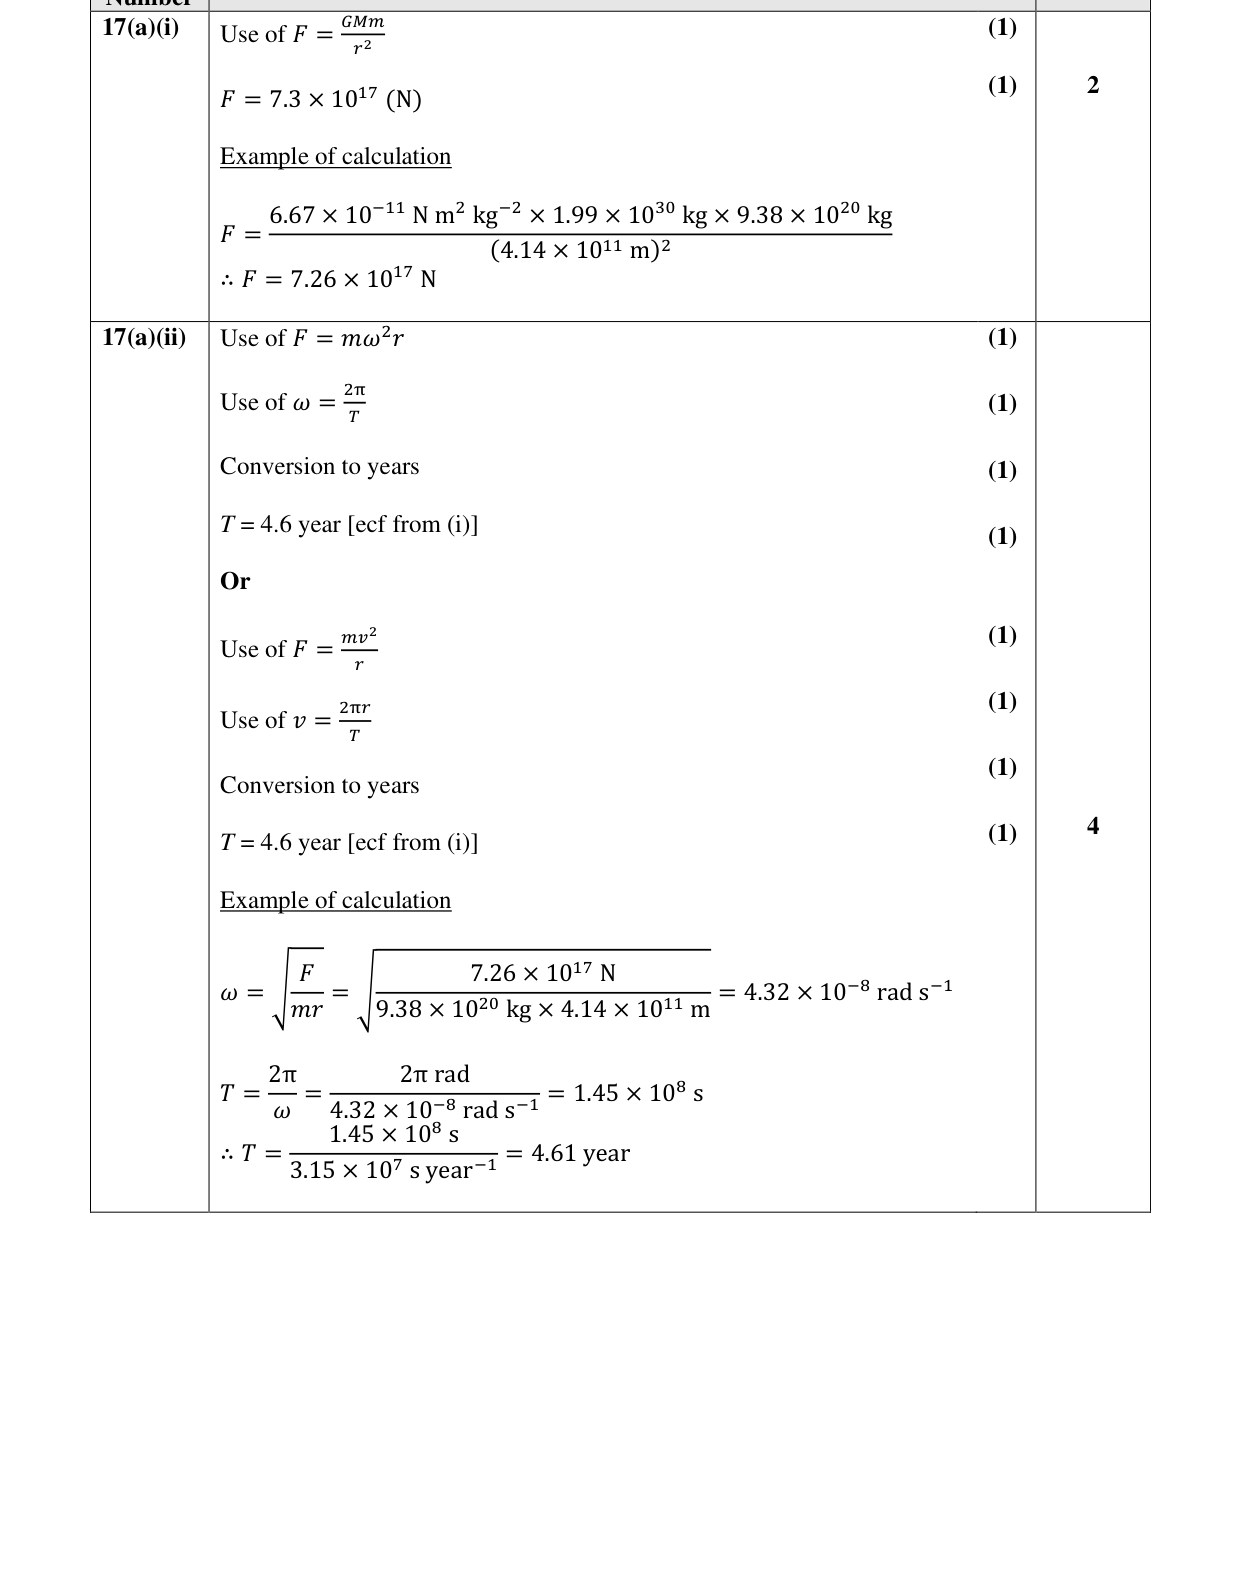 Number
17(a)(i) Use of F = GMm/r² (1)
F = 7.3 × 10¹⁷ (N) (1) 2
Example of calculation
F = 6.67 × 10⁻¹¹ N m² kg⁻² × 1.99 × 10³⁰ kg × 9.38 × 10²⁰ kg / (4.14 × 10¹¹ m)²
∴ F = 7.26 × 10¹⁷ N
17(a)(ii) Use of F = mω²r (1)
Use of ω = 2π/T (1)
Conversion to years (1)
T = 4.6 year [ecf from (i)] (1)
Or
Use of F = mv²/r (1)
Use of v = 2πr/T (1)
Conversion to years (1)
T = 4.6 year [ecf from (i)] (1) 4
Example of calculation
ω = √(F/mr) = √(7.26 × 10¹⁷ N / 9.38 × 10²⁰ kg × 4.14 × 10¹¹ m) = 4.32 × 10⁻⁸ rad s⁻¹
T = 2π/ω = 2π rad / 4.32 × 10⁻⁸ rad s⁻¹ = 1.45 × 10⁸ s
∴ T = 1.45 × 10⁸ s / 3.15 × 10⁷ s year⁻¹ = 4.61 year